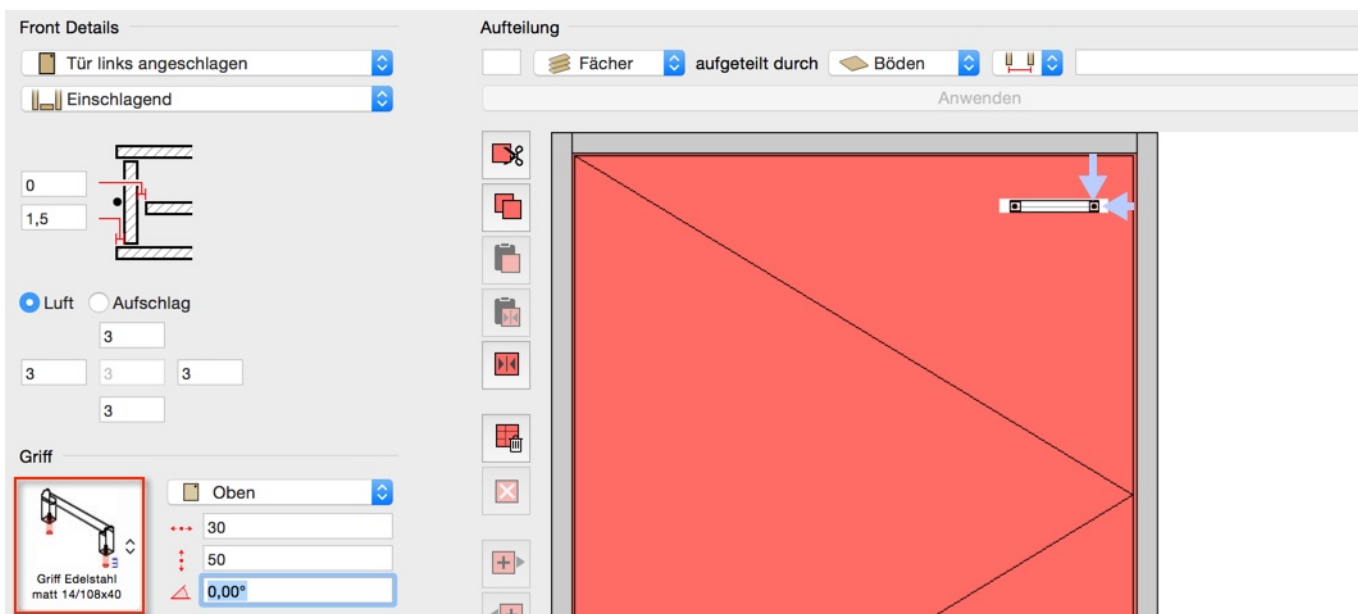 Front Details
Tür links angeschlagen
Einschlagend
0
1,5
Luft Aufschlag
3
3 3 3
3
Griff
Griff Edelstahl
matt 14/108x40
Oben
30
50
0,00°
Aufteilung
Fächer aufgeteilt durch Böden
Anwenden